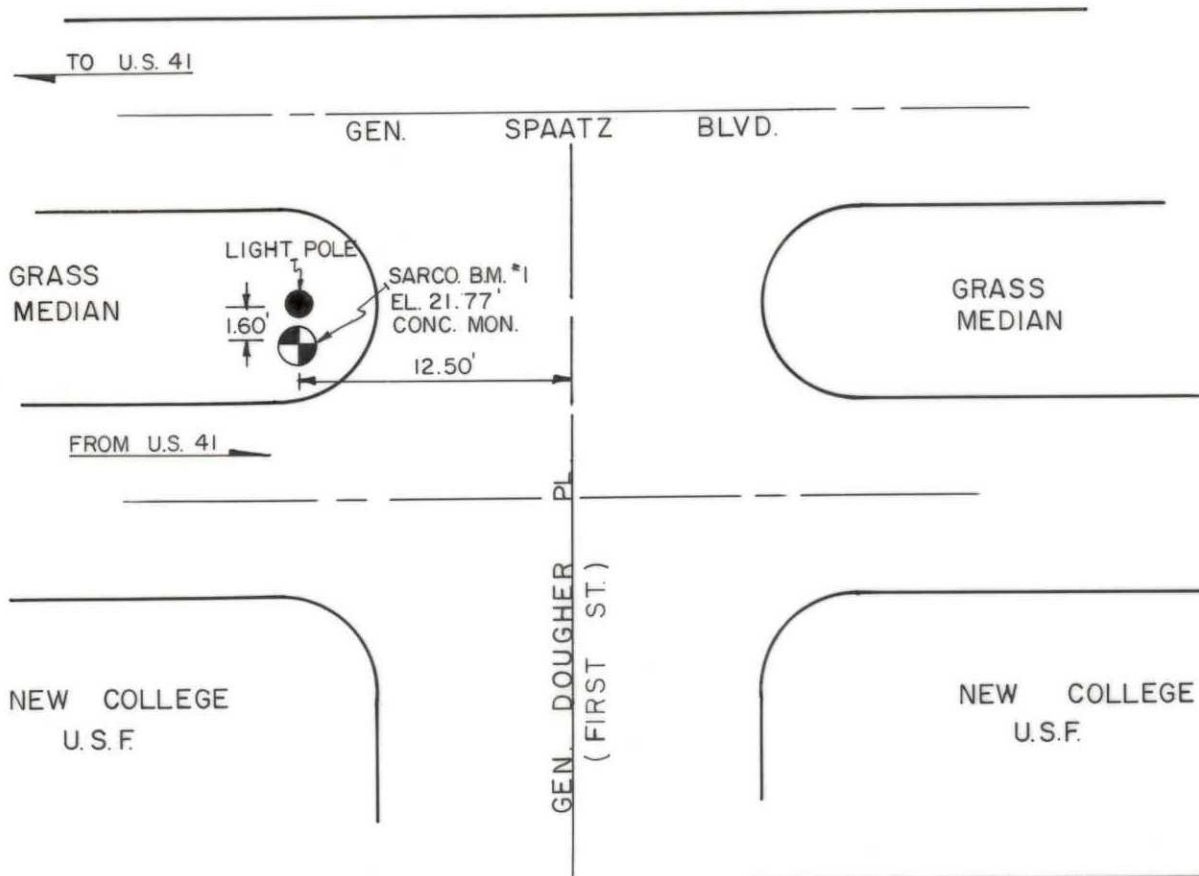 TO U.S. 41
GEN. SPAATZ BLVD.
LIGHT POLE
GRASS
MEDIAN
SARCO. B.M. #1
EL. 21.77'
CONC. MON.
1.60'
12.50'
GRASS
MEDIAN
FROM U.S. 41
GEN. DOUGHER PL.
(FIRST ST.)
NEW COLLEGE
U.S.F.
NEW COLLEGE
U.S.F.